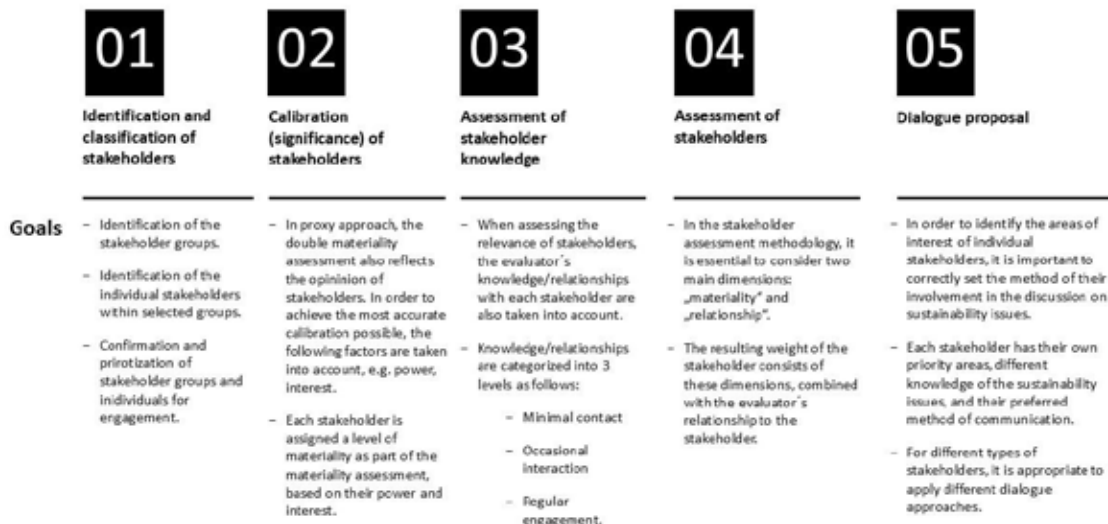 01
Identification and
classification of
stakeholders
02
Calibration
(significance) of
stakeholders
03
Assessment of
stakeholder
knowledge
04
Assessment of
stakeholders
05
Dialogue proposal
Goals
– Identification of the
stakeholder groups.
– Identification of the
individual stakeholders
within selected groups.
– Confirmation and
prirotization of
stakeholder groups and
inidividuals for
engagement.
– In proxy approach, the
double materiality
assessment also reflects
the opininion of
stakeholders. In order to
achieve the most accurate
calibration possible, the
following factors are taken
into account, e.g. power,
interest.
– Each stakeholder is
assigned a level of
materiality as part of the
materiality assessment,
based on their power and
interest.
– When assessing the
relevance of stakeholders,
the evaluator´s
knowledge/relationships
with each stakeholder are
also taken into account.
– Knowledge/relationships
are categorized into 3
levels as follows:
– Minimal contact
– Occasional
interaction
– Regular
engagement.
– In the stakeholder
assessment methodology, it
is essential to consider two
main dimensions:
„materiality" and
„relationship".
– The resulting weight of the
stakeholder consists of
these dimensions, combined
with the evaluator´s
relationship to the
stakeholder.
– In order to identify the areas of
interest of individual
stakeholders, it is important to
correctly set the method of their
involvement in the discussion on
sustainability issues.
– Each stakeholder has their own
priority areas, different
knowledge of the sustainability
issues, and their preferred
method of communication.
– For different types of
stakeholders, it is appropriate to
apply different dialogue
approaches.